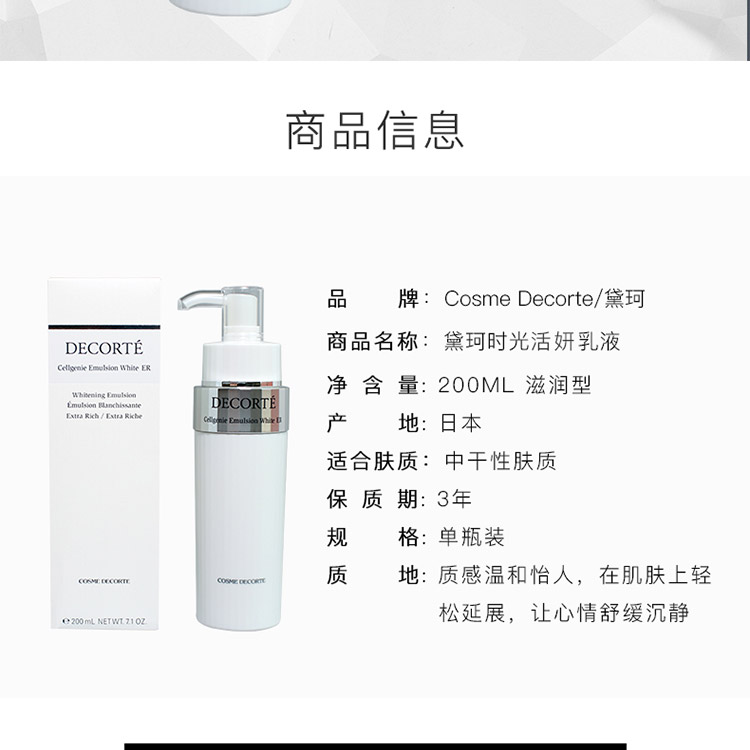 商品信息
品 牌：Cosme Decorte/黛珂
商品名称：黛珂时光活妍乳液
净 含 量: 200ML 滋润型
产 地: 日本
适合肤质：中干性肤质
保 质 期: 3年
规 格: 单瓶装
质 地: 质感温和怡人，在肌肤上轻
松延展，让心情舒缓沉静
DECORTÉ
Cellgenie Emulsion White ER
Whitening Emulsion
Émulsion Blanchissante
Extra Rich / Extra Riche
COSME DECORTE
℮ 200 mL NET WT. 7.1 OZ.
DECORTÉ
Cellgenie Emulsion White ER
COSME DECORTE